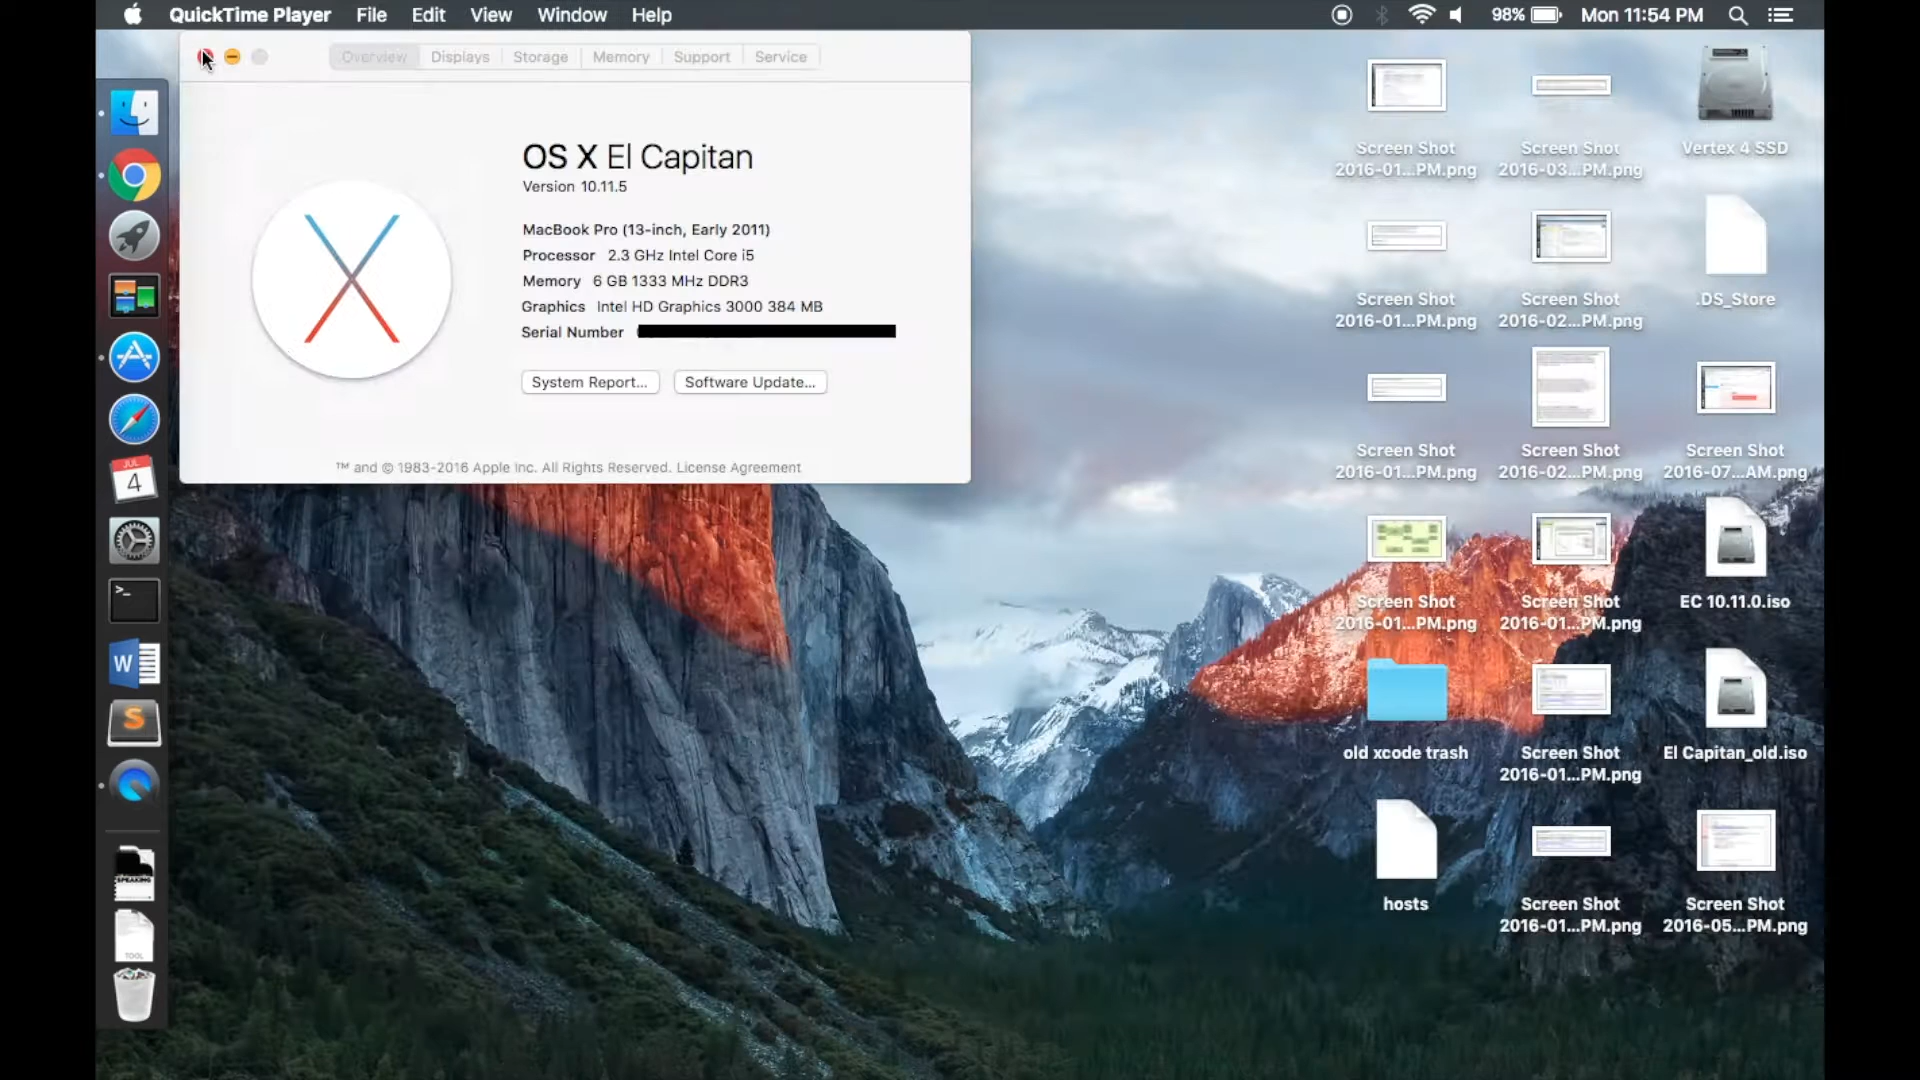 QuickTime Player File Edit View Window Help 98% Mon 11:54 PM
Overview Displays Storage Memory Support Service
OS X El Capitan
Version 10.11.5
MacBook Pro (13-inch, Early 2011)
Processor 2.3 GHz Intel Core i5
Memory 6 GB 1333 MHz DDR3
Graphics Intel HD Graphics 3000 384 MB
Serial Number
System Report... Software Update...
™ and © 1983-2016 Apple Inc. All Rights Reserved. License Agreement
JUL
4
>_
W
S
SPEAKING
TOOL
Screen Shot
2016-01...PM.png
Screen Shot
2016-03...PM.png
Vertex 4 SSD
Screen Shot
2016-01...PM.png
Screen Shot
2016-02...PM.png
.DS_Store
Screen Shot
2016-01...PM.png
Screen Shot
2016-02...PM.png
Screen Shot
2016-07...AM.png
Screen Shot
2016-01...PM.png
Screen Shot
2016-01...PM.png
EC 10.11.0.iso
old xcode trash
Screen Shot
2016-01...PM.png
El Capitan_old.iso
hosts
Screen Shot
2016-01...PM.png
Screen Shot
2016-05...PM.png